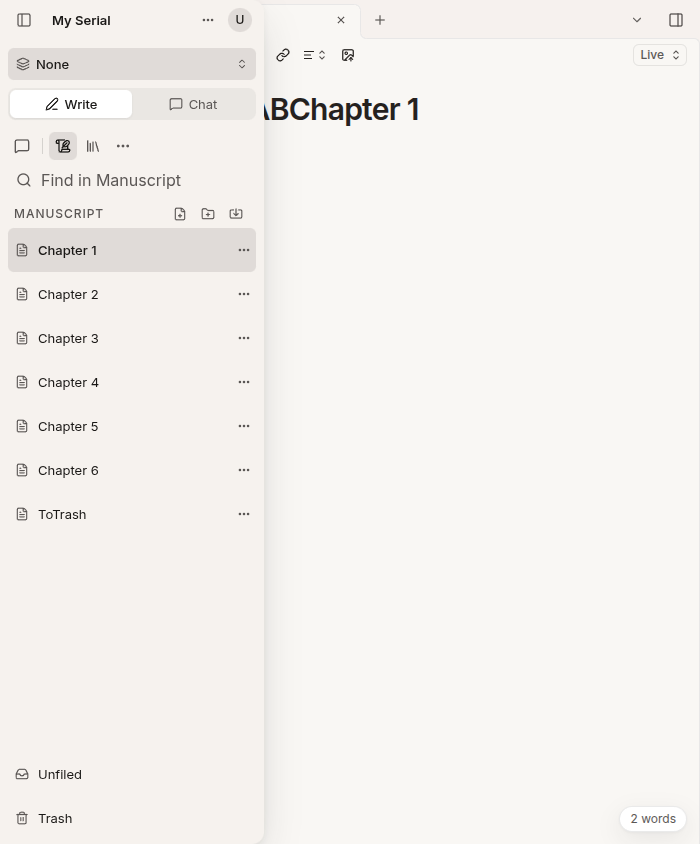 My Serial
U
None
Write
Chat
Find in Manuscript
MANUSCRIPT
Chapter 1
Chapter 2
Chapter 3
Chapter 4
Chapter 5
Chapter 6
ToTrash
Unfiled
Trash
Live
ABChapter 1
2 words